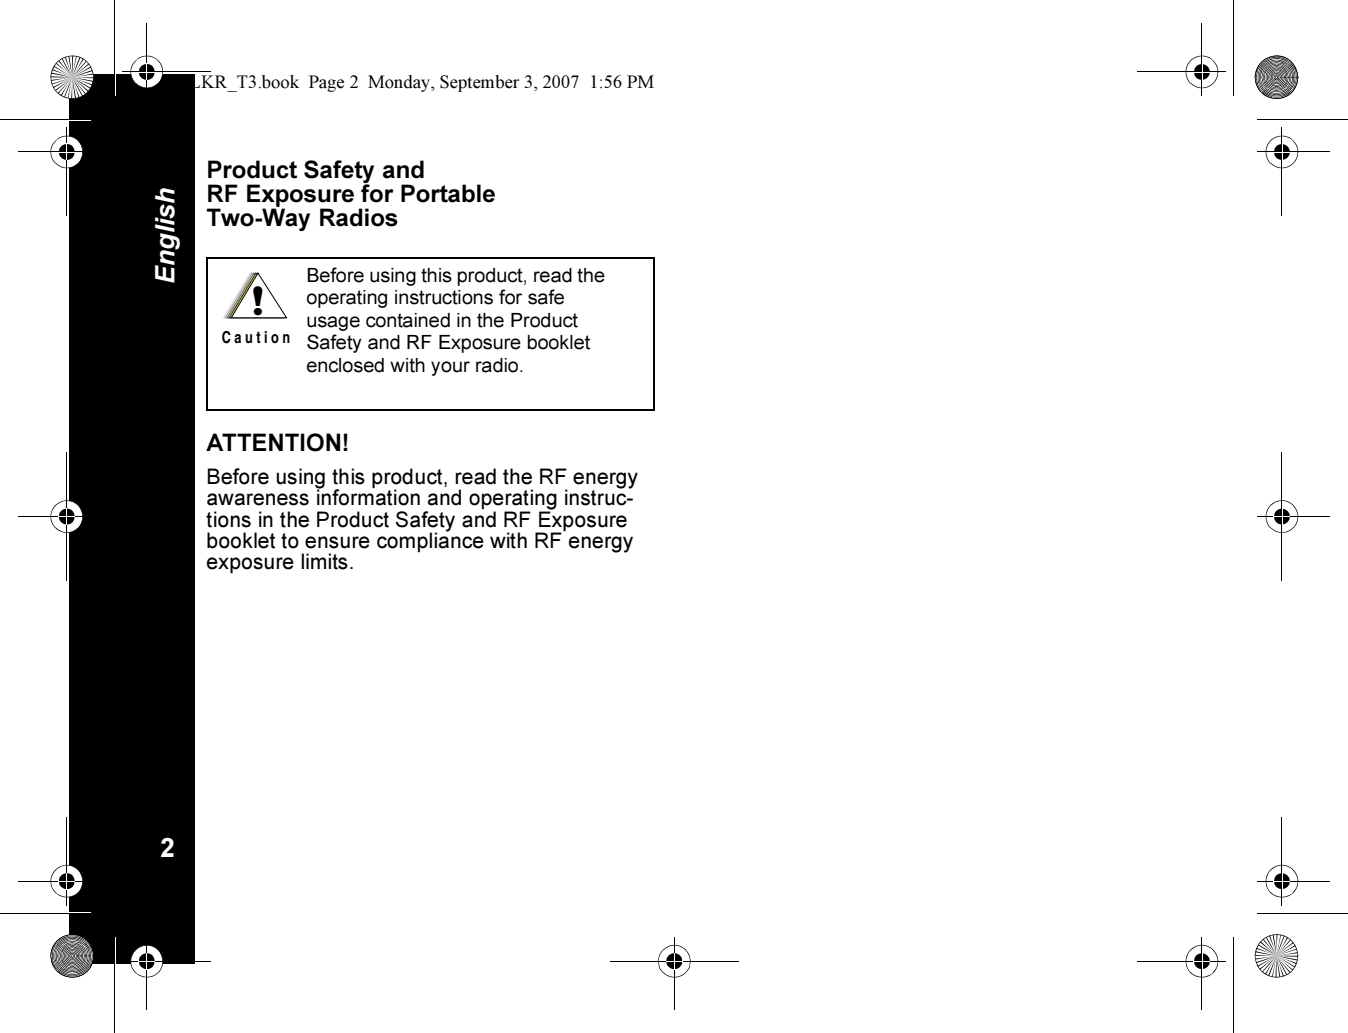 LKR_T3.book Page 2 Monday, September 3, 2007 1:56 PM
English
Product Safety and
RF Exposure for Portable
Two-Way Radios
Caution
Before using this product, read the
operating instructions for safe
usage contained in the Product
Safety and RF Exposure booklet
enclosed with your radio.
ATTENTION!
Before using this product, read the RF energy
awareness information and operating instruc-
tions in the Product Safety and RF Exposure
booklet to ensure compliance with RF energy
exposure limits.
2